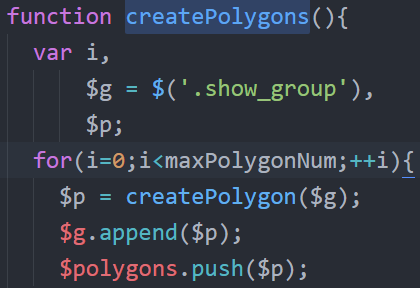 function createPolygons(){
var i,
$g = $('.show_group'),
$p;
for(i=0;i<maxPolygonNum;++i){
$p = createPolygon($g);
$g.append($p);
$polygons.push($p);